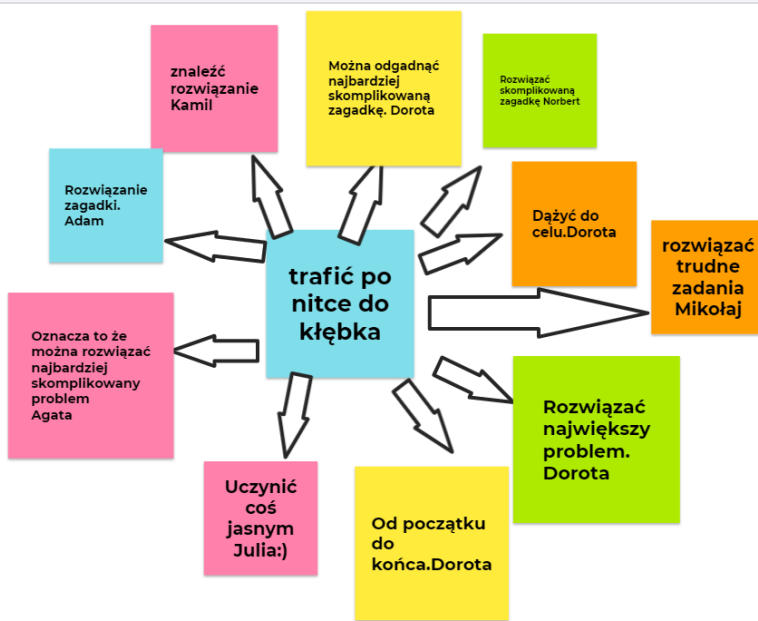 znaleźć
rozwiązanie
Kamil
Można odgadnąć
najbardziej
skomplikowaną
zagadkę. Dorota
Rozwiązać
skomplikowaną
zagadkę Norbert
Rozwiązanie
zagadki.
Adam
Dążyć do
celu.Dorota
rozwiązać
trudne
zadania
Mikołaj
trafić po
nitce do
kłębka
Oznacza to że
można rozwiązać
najbardziej
skomplikowany
problem
Agata
Rozwiązać
największy
problem.
Dorota
Uczynić
coś
jasnym
Julia:)
Od początku
do
końca.Dorota